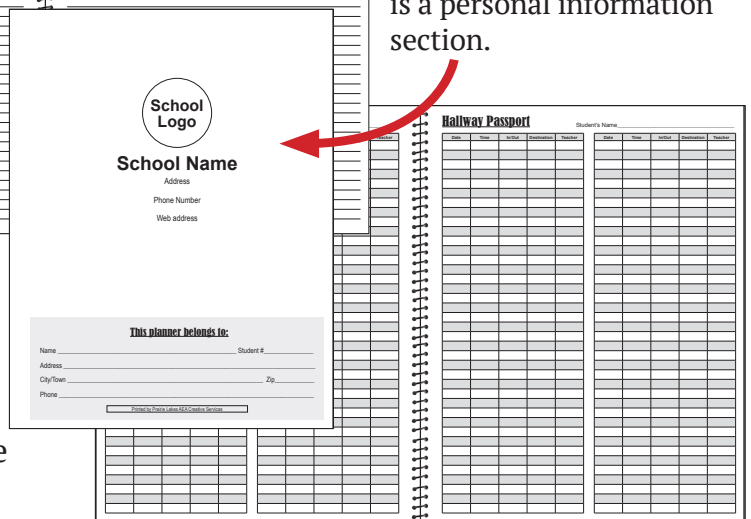 is a personal information
section.
School
Logo
School Name
Address
Phone Number
Web address
This planner belongs to:
Name Student #
Address
City/Town Zip
Phone
Printed by Prairie Lakes AEA Creative Services
e
Teacher
Hallway Passport Student's Name
Date Time In/Out Destination Teacher Date Time In/Out Destination Teacher